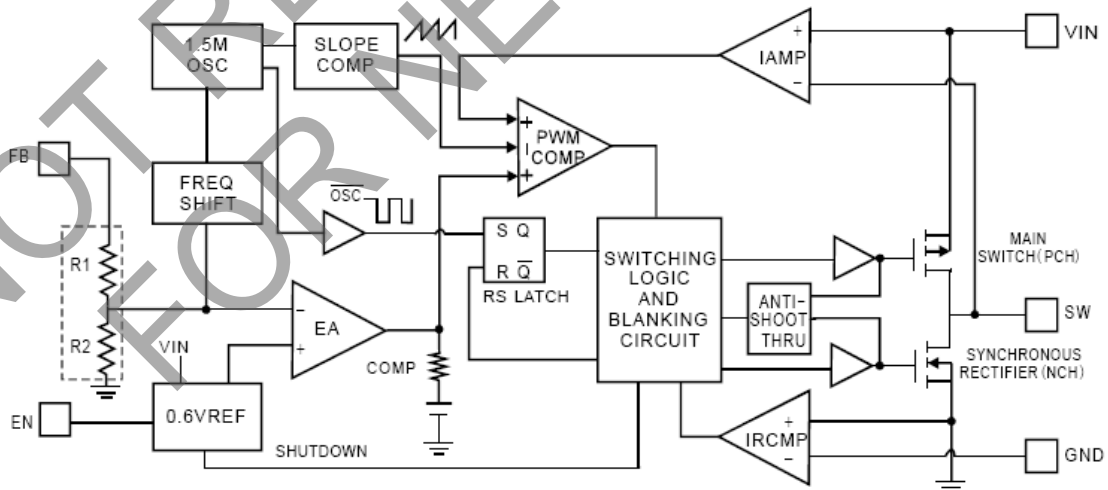 1.5M
OSC
SLOPE
COMP
+
IAMP
−
VIN
FB
FREQ
SHIFT
+
−
+
PWM
COMP
OSC
R1
R2
S Q
R Q
RS LATCH
SWITCHING
LOGIC
AND
BLANKING
CIRCUIT
ANTI-
SHOOT
THRU
MAIN
SWITCH(PCH)
SW
SYNCHRONOUS
RECTIFIER(NCH)
−
EA
+
VIN
COMP
EN
0.6VREF
SHUTDOWN
+
IRCMP
−
GND
NOT
FOR